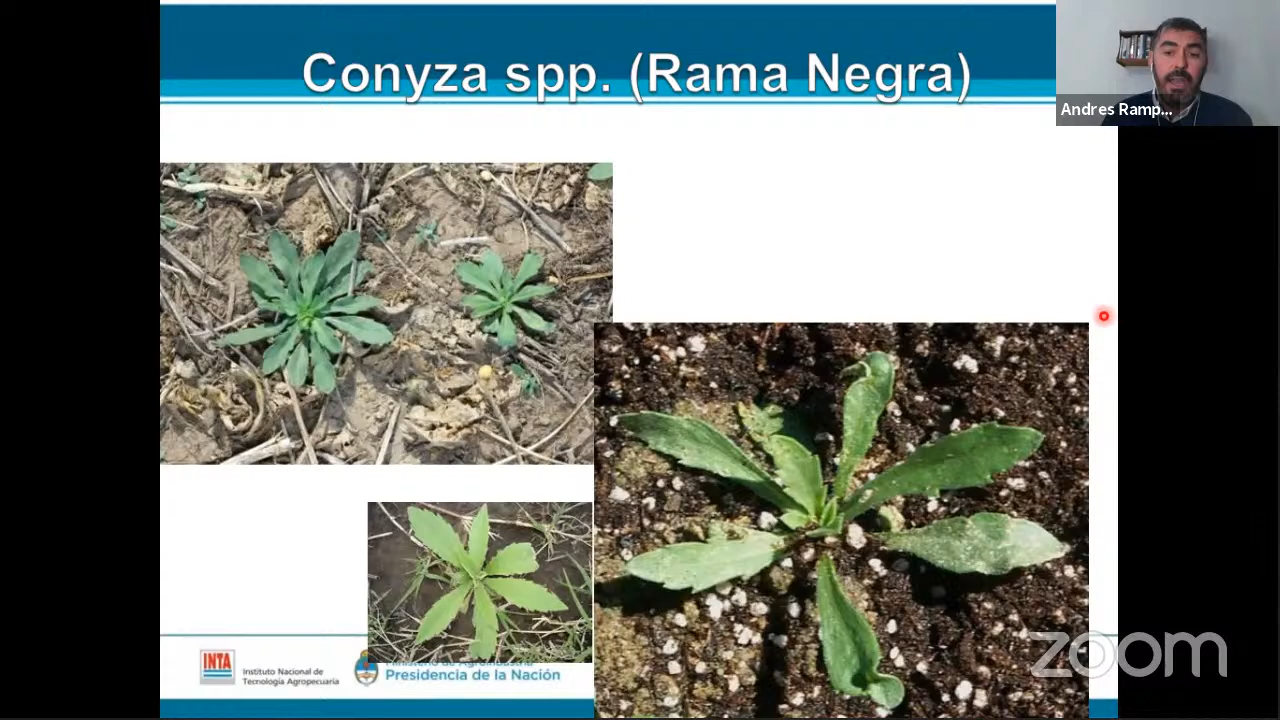 Conyza spp. (Rama Negra)
Andres Ramp...
INTA
Instituto Nacional de
Tecnología Agropecuaria
Ministerio de Agroindustria
Presidencia de la Nación
zoom